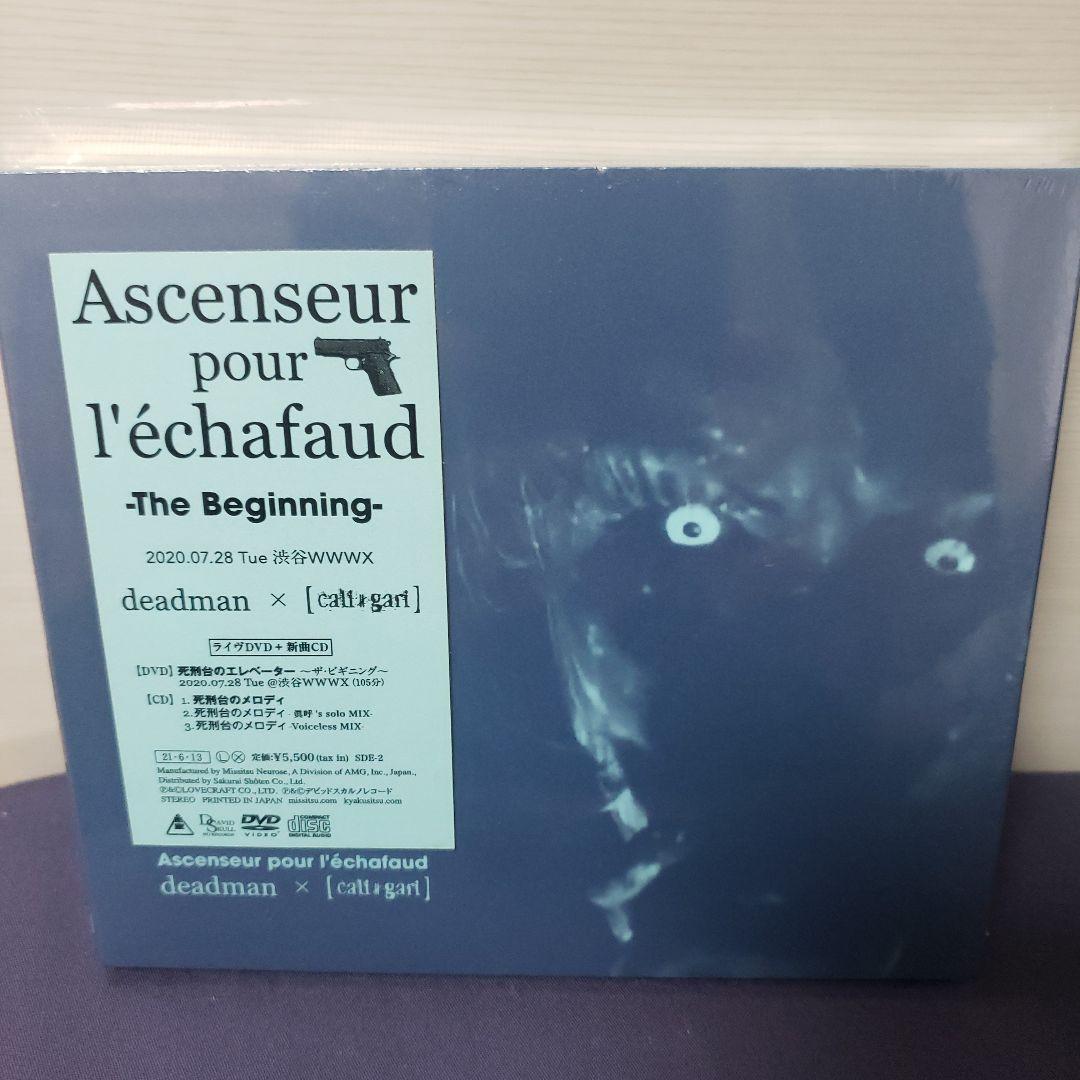 Ascenseur
pour
l'échafaud
-The Beginning-
2020.07.28 Tue 渋谷WWWX
deadman × [cali≠gari]
ライヴDVD + 新曲CD
【DVD】死刑台のエレベーター ～ザ・ビギニング～
2020.07.28 Tue @渋谷WWWX (105分)
【CD】1. 死刑台のメロディ
2.死刑台のメロディ -眞呼 's solo MIX-
3.死刑台のメロディ -Voiceless MIX-
21・6・13 Ⓛ Ⓧ 定価:¥5,500(tax in) SDE-2
Manufactured by Missitsu Neurose, A Division of AMG, Inc., Japan.,
Distributed by Sakurai Shôten Co., Ltd.
Ⓟ&ⒸLOVECRAFT CO., LTD. Ⓟ&Ⓒデビッドスカルノレコード
STEREO PRINTED IN JAPAN missitsu.com kyakusitsu.com
DAVID SKULL NO RECORDS DVD VIDEO COMPACT disc DIGITAL AUDIO
Ascenseur pour l'échafaud
deadman × [cali≠gari]